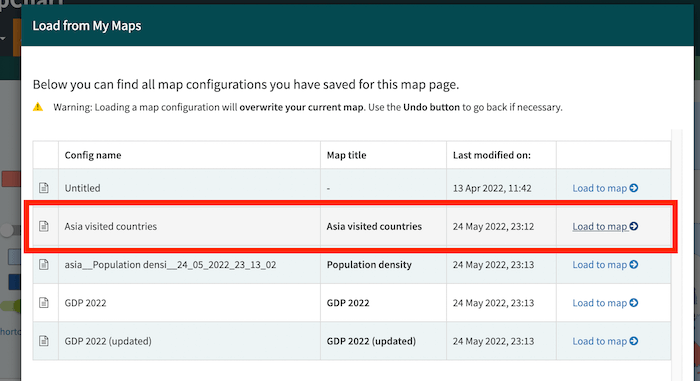 Load from My Maps
Below you can find all map configurations you have saved for this map page.
Warning: Loading a map configuration will overwrite your current map. Use the Undo button to go back if necessary.
Config name Map title Last modified on:
Untitled - 13 Apr 2022, 11:42 Load to map
Asia visited countries Asia visited countries 24 May 2022, 23:12 Load to map
asia__Population densi__24_05_2022_23_13_02 Population density 24 May 2022, 23:13 Load to map
GDP 2022 GDP 2022 24 May 2022, 23:13 Load to map
GDP 2022 (updated) GDP 2022 (updated) 24 May 2022, 23:13 Load to map